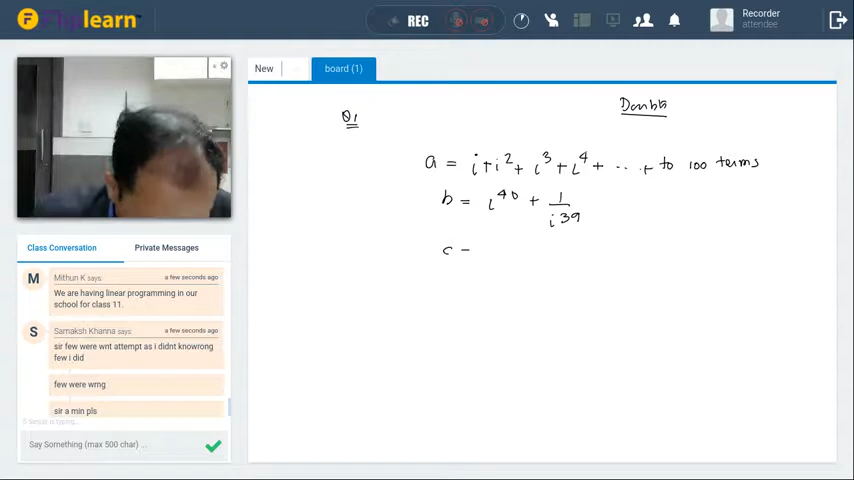 Fliplearn
REC
Recorder
attendee
New
board (1)
Doubts
Q1
a = i + i² + i³ + i⁴ + .... + to 100 terms
b = i⁴⁰ + 1/i³⁹
c =
Class Conversation
Private Messages
M
Mithun K says:
a few seconds ago
We are having linear programming in our
school for class 11.
S
Samaksh Khanna says:
a few seconds ago
sir few were wnt attempt as i didnt knowrong
few i did
few were wrng
sir a min pls
Say Something (max 500 char) ...